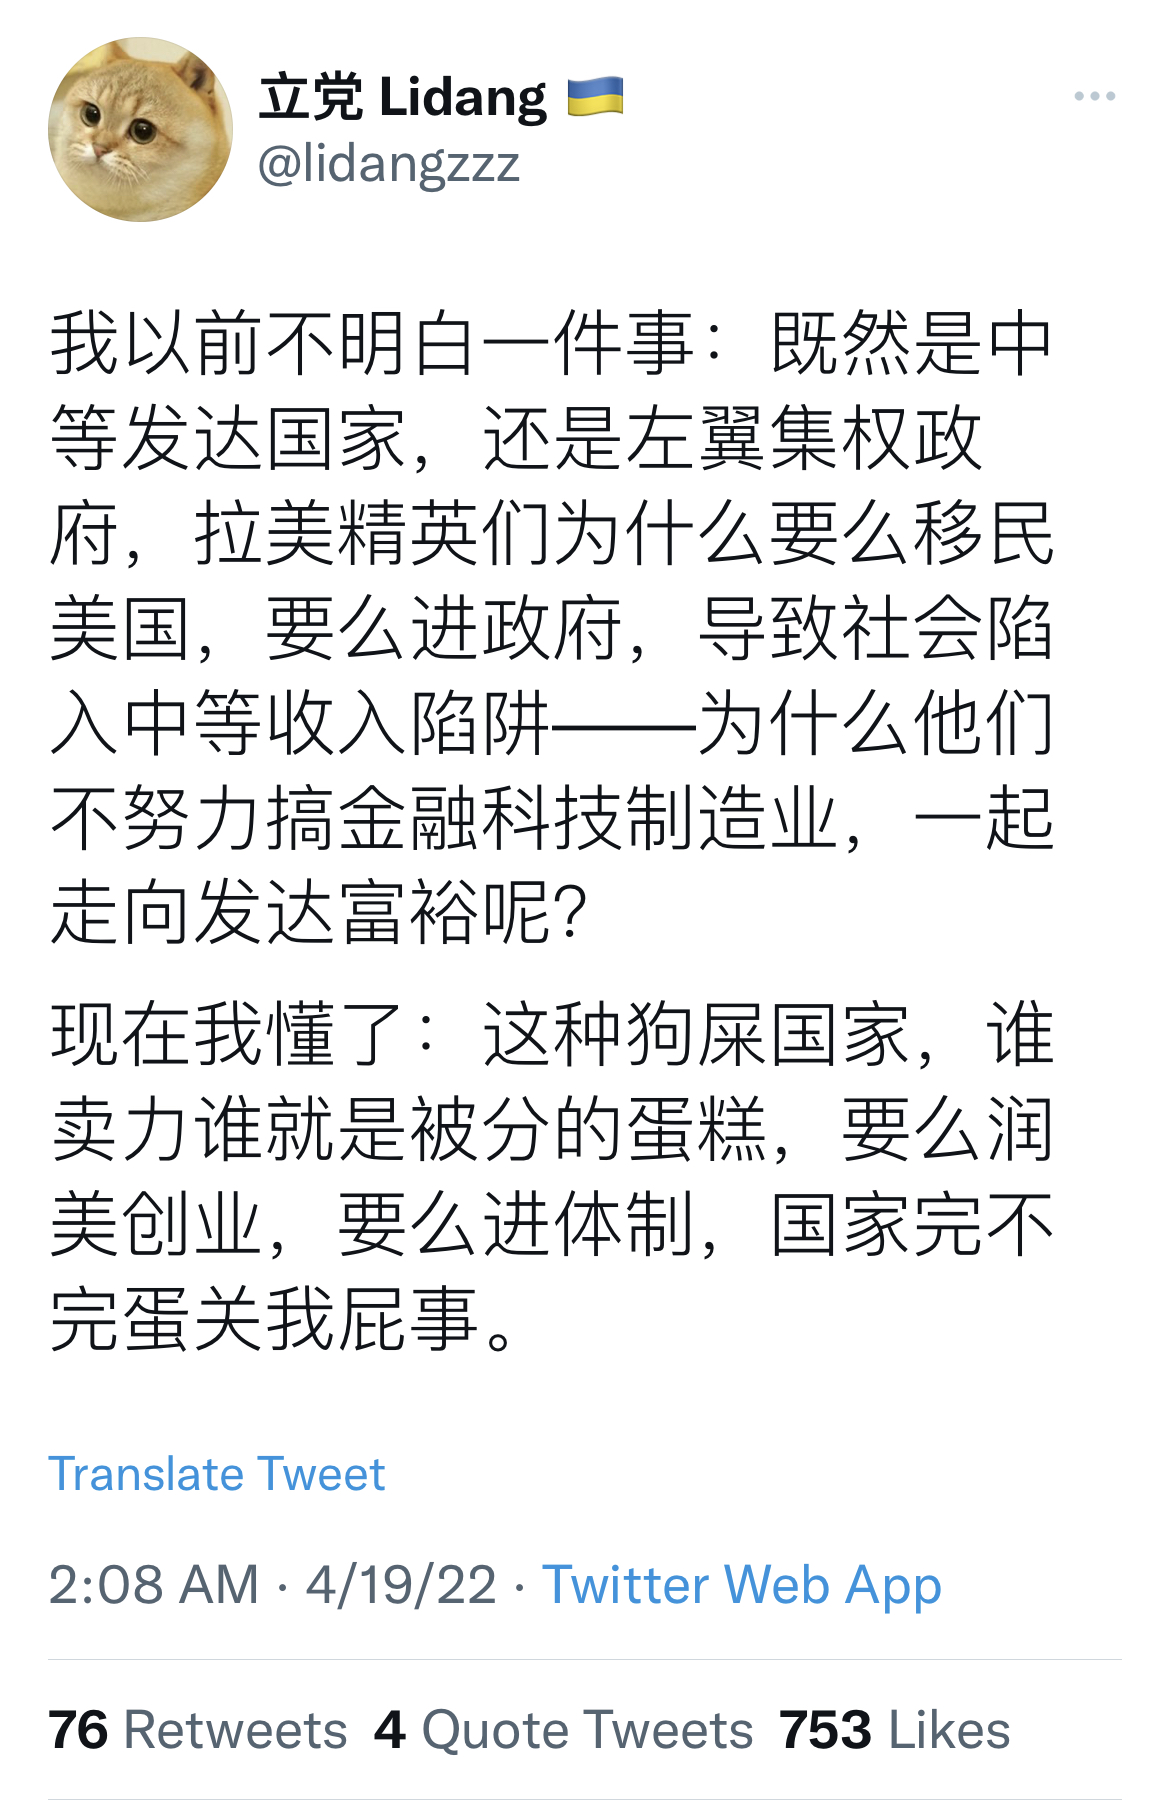 立党 Lidang 🇺🇦
@lidangzzz
我以前不明白一件事：既然是中
等发达国家，还是左翼集权政
府，拉美精英们为什么要么移民
美国，要么进政府，导致社会陷
入中等收入陷阱——为什么他们
不努力搞金融科技制造业，一起
走向发达富裕呢？
现在我懂了：这种狗屎国家，谁
卖力谁就是被分的蛋糕，要么润
美创业，要么进体制，国家完不
完蛋关我屁事。
Translate Tweet
2:08 AM · 4/19/22 · Twitter Web App
76 Retweets 4 Quote Tweets 753 Likes